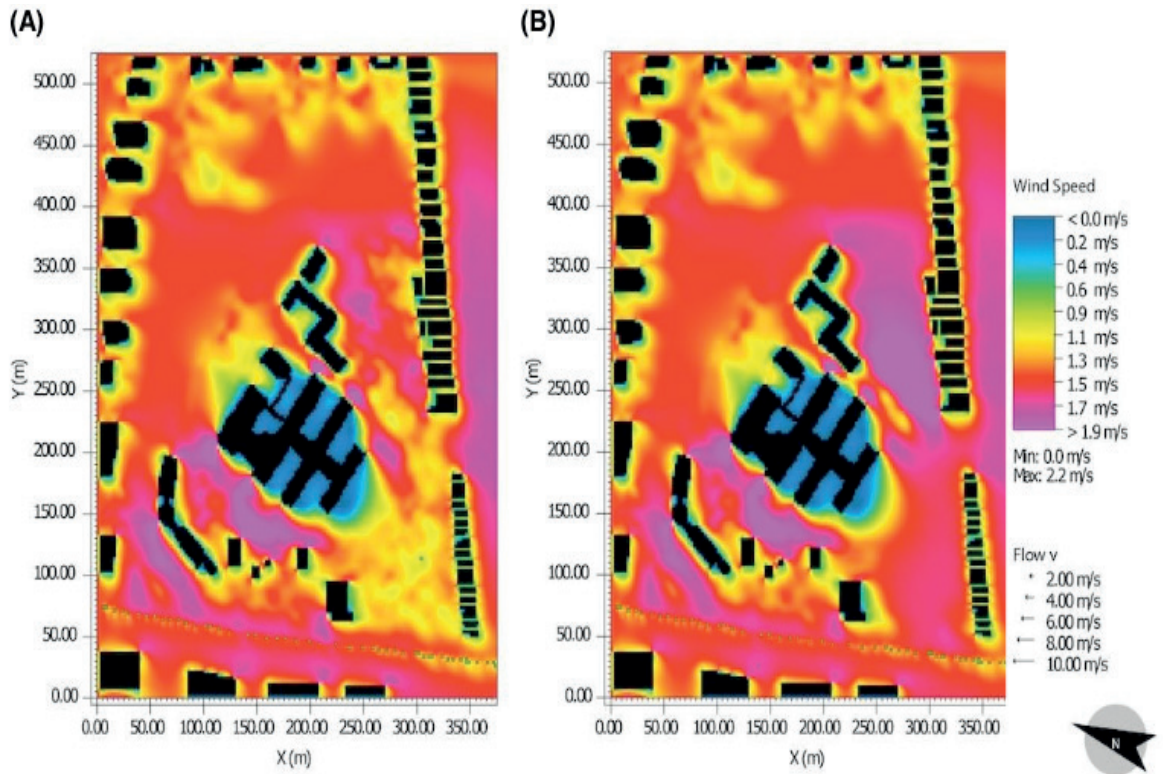 (A)
(B)
500.00
450.00
400.00
350.00
300.00
250.00
200.00
150.00
100.00
50.00
0.00
Y (m)
0.00 50.00 100.00 150.00 200.00 250.00 300.00 350.00
X (m)
500.00
450.00
400.00
350.00
300.00
250.00
200.00
150.00
100.00
50.00
0.00
Y (m)
0.00 50.00 100.00 150.00 200.00 250.00 300.00 350.00
X (m)
Wind Speed
< 0.0 m/s
0.2 m/s
0.4 m/s
0.6 m/s
0.9 m/s
1.1 m/s
1.3 m/s
1.5 m/s
1.7 m/s
> 1.9 m/s
Min: 0.0 m/s
Max: 2.2 m/s
Flow v
2.00 m/s
4.00 m/s
6.00 m/s
8.00 m/s
10.00 m/s
N